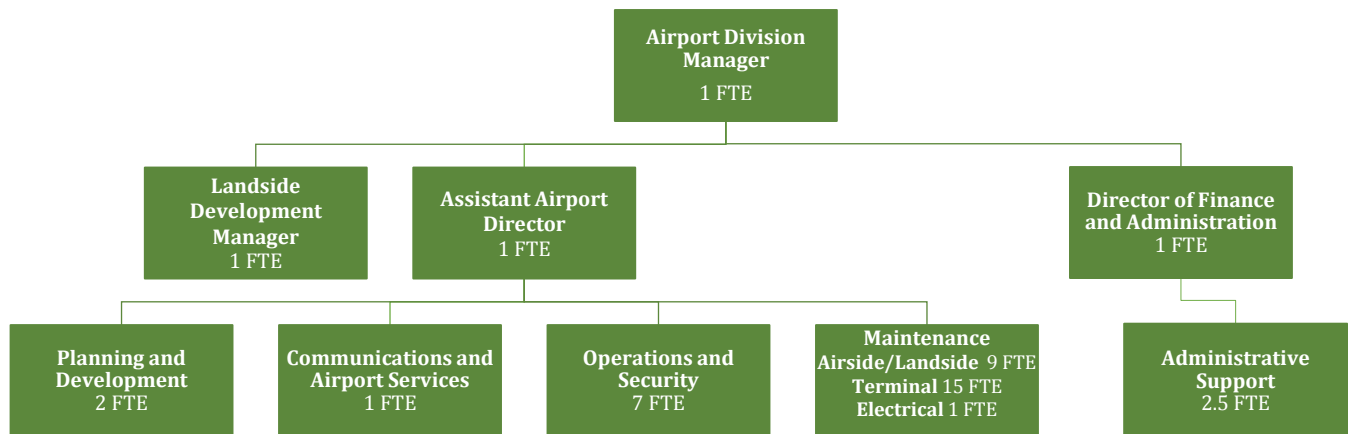 Airport Division
Manager
1 FTE
Landside
Development
Manager
1 FTE
Assistant Airport
Director
1 FTE
Director of Finance
and Administration
1 FTE
Planning and
Development
2 FTE
Communications and
Airport Services
1 FTE
Operations and
Security
7 FTE
Maintenance
Airside/Landside 9 FTE
Terminal 15 FTE
Electrical 1 FTE
Administrative
Support
2.5 FTE